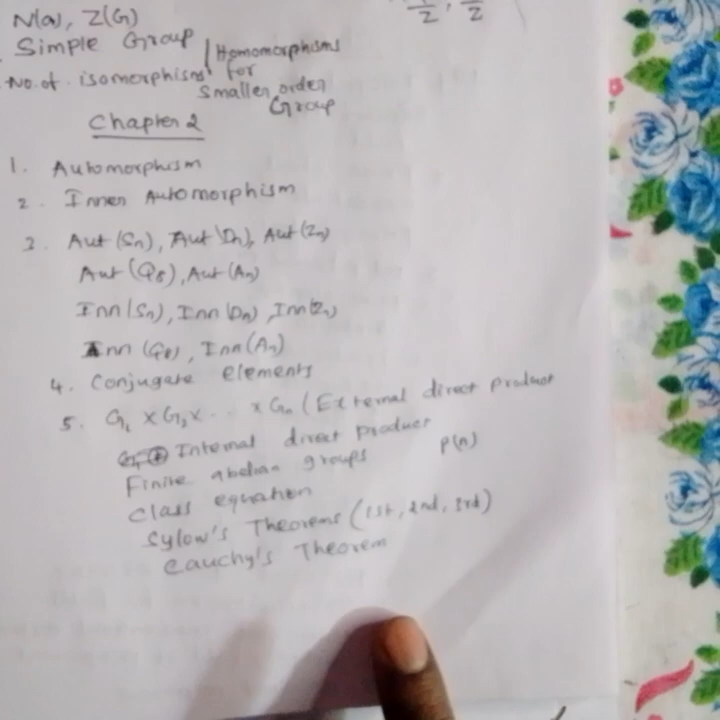 N(a), Z(G)
Simple Group | Homomorphisms
No. of isomorphisms for
Smaller order
Group
Chapter 2
1. Automorphism
2. Inner Automorphism
3. Aut(Sn), Aut(Dn), Aut(Zn)
Aut(Q8), Aut(An)
Inn(Sn), Inn(Dn), Inn(Zn)
Inn(Q8), Inn(An)
4. Conjugate elements
5. G1 × G2 × .. × Gn (External direct product
Internal direct product
Finite abelian groups P(n)
Class equation
Sylow's Theorems (1st, 2nd, 3rd)
Cauchy's Theorem